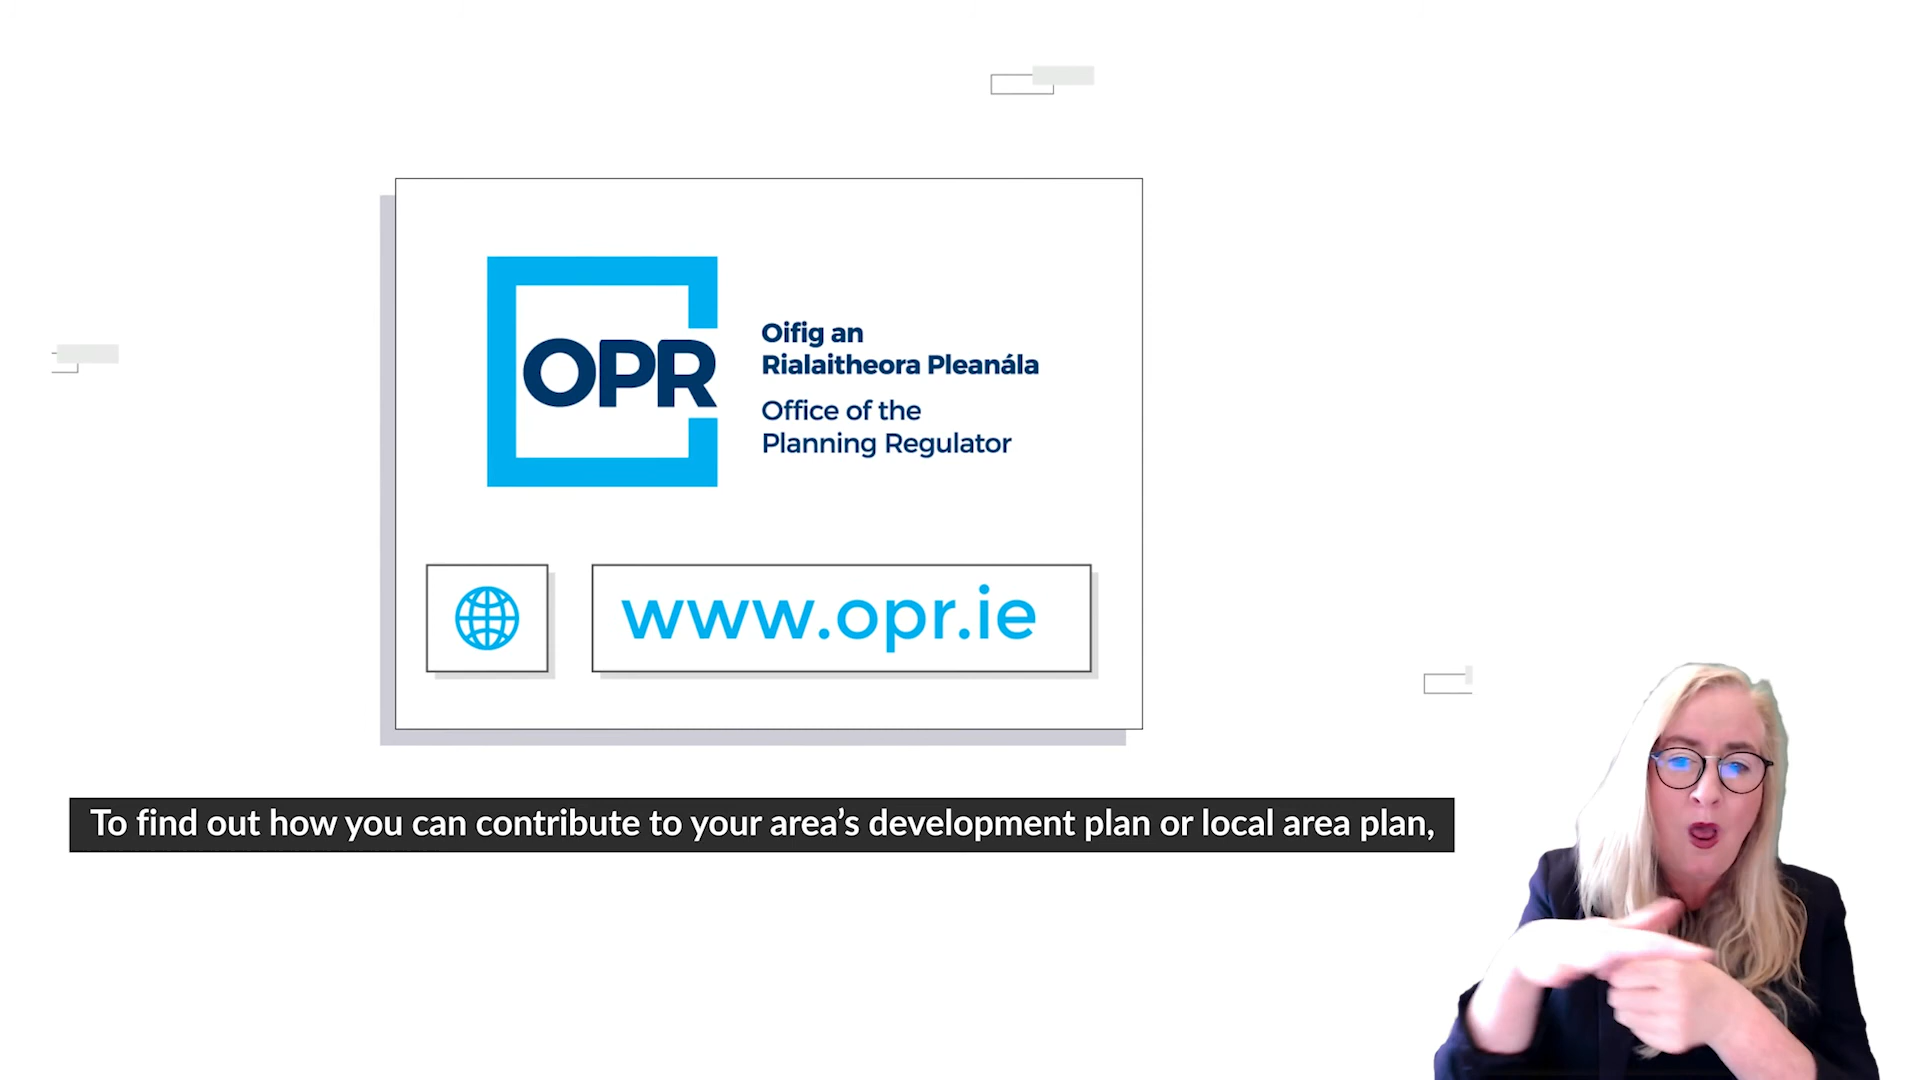 OPR
Oifig an
Rialaitheora Pleanála
Office of the
Planning Regulator
www.opr.ie
To find out how you can contribute to your area’s development plan or local area plan,